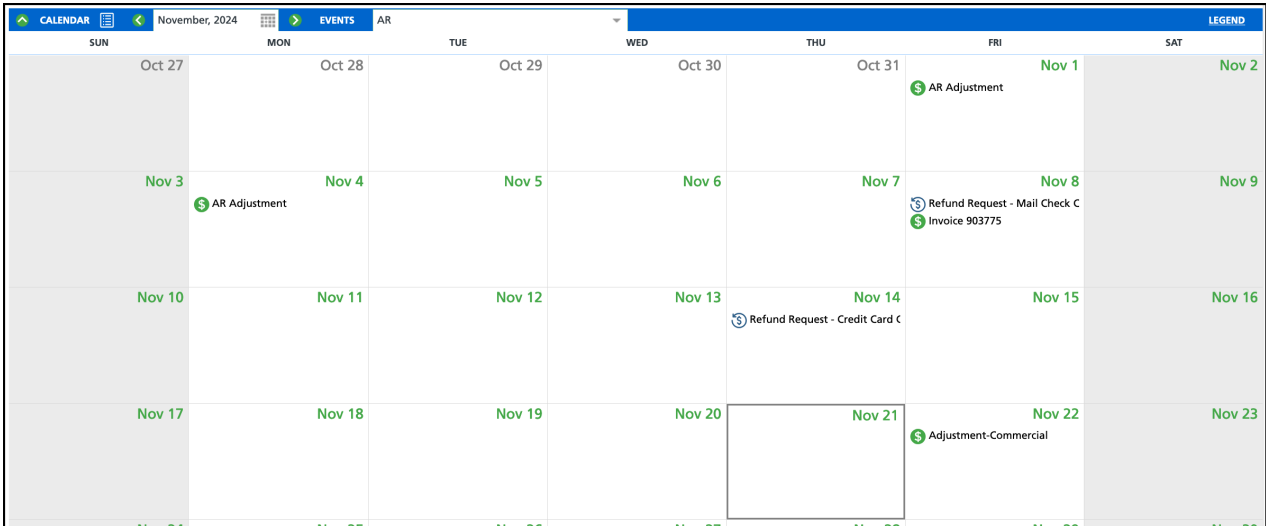 CALENDAR November, 2024 EVENTS AR LEGEND
SUN MON TUE WED THU FRI SAT
Oct 27 Oct 28 Oct 29 Oct 30 Oct 31 Nov 1 Nov 2
AR Adjustment
Nov 3 Nov 4 Nov 5 Nov 6 Nov 7 Nov 8 Nov 9
AR Adjustment Refund Request - Mail Check C
Invoice 903775
Nov 10 Nov 11 Nov 12 Nov 13 Nov 14 Nov 15 Nov 16
Refund Request - Credit Card C
Nov 17 Nov 18 Nov 19 Nov 20 Nov 21 Nov 22 Nov 23
Adjustment-Commercial